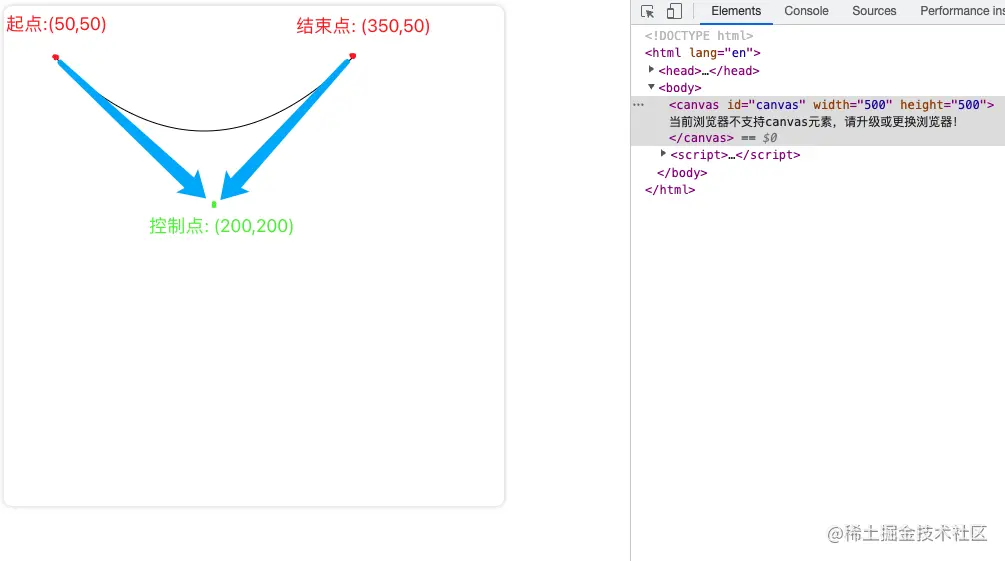 起点:(50,50)
结束点: (350,50)
控制点: (200,200)
Elements Console Sources Performance ins
<!DOCTYPE html>
<html lang="en">
<head>…</head>
<body>
<canvas id="canvas" width="500" height="500">
当前浏览器不支持canvas元素，请升级或更换浏览器！
</canvas> == $0
<script>…</script>
</body>
</html>
@稀土掘金技术社区